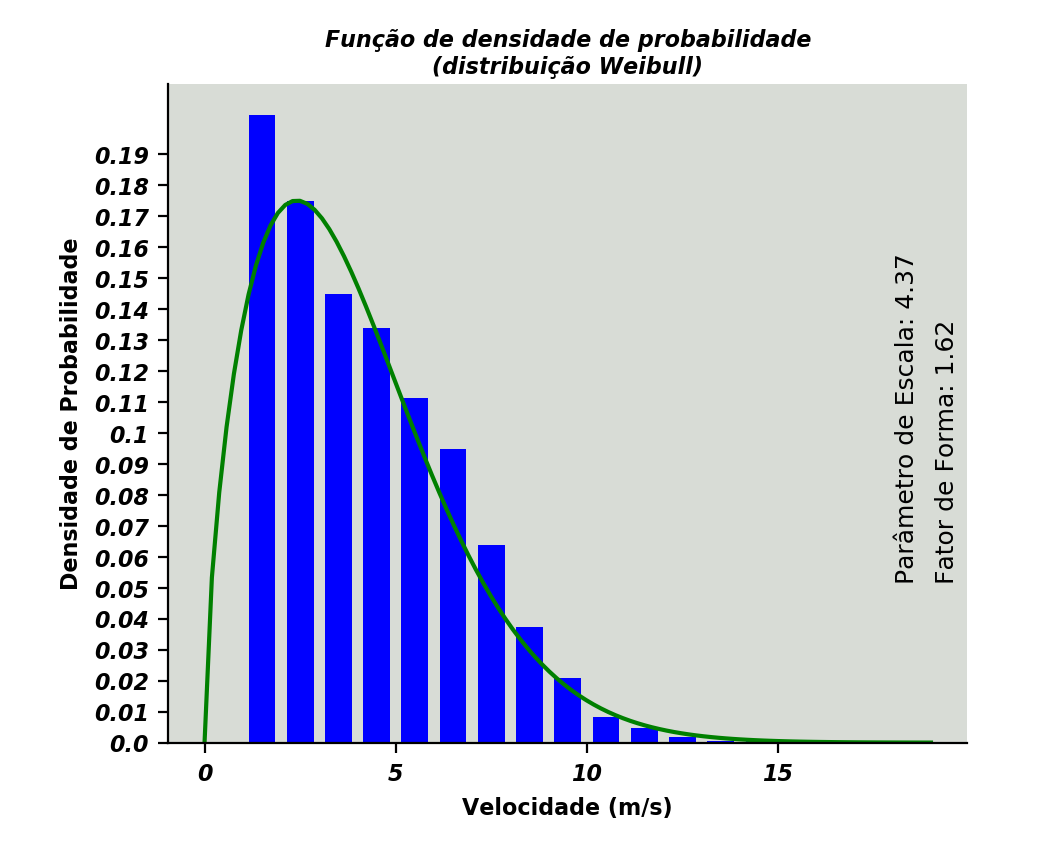 Função de densidade de probabilidade
(distribuição Weibull)
Densidade de Probabilidade
0.19
0.18
0.17
0.16
0.15
0.14
0.13
0.12
0.11
0.1
0.09
0.08
0.07
0.06
0.05
0.04
0.03
0.02
0.01
0.0
0 5 10 15
Velocidade (m/s)
Parâmetro de Escala: 4.37
Fator de Forma: 1.62